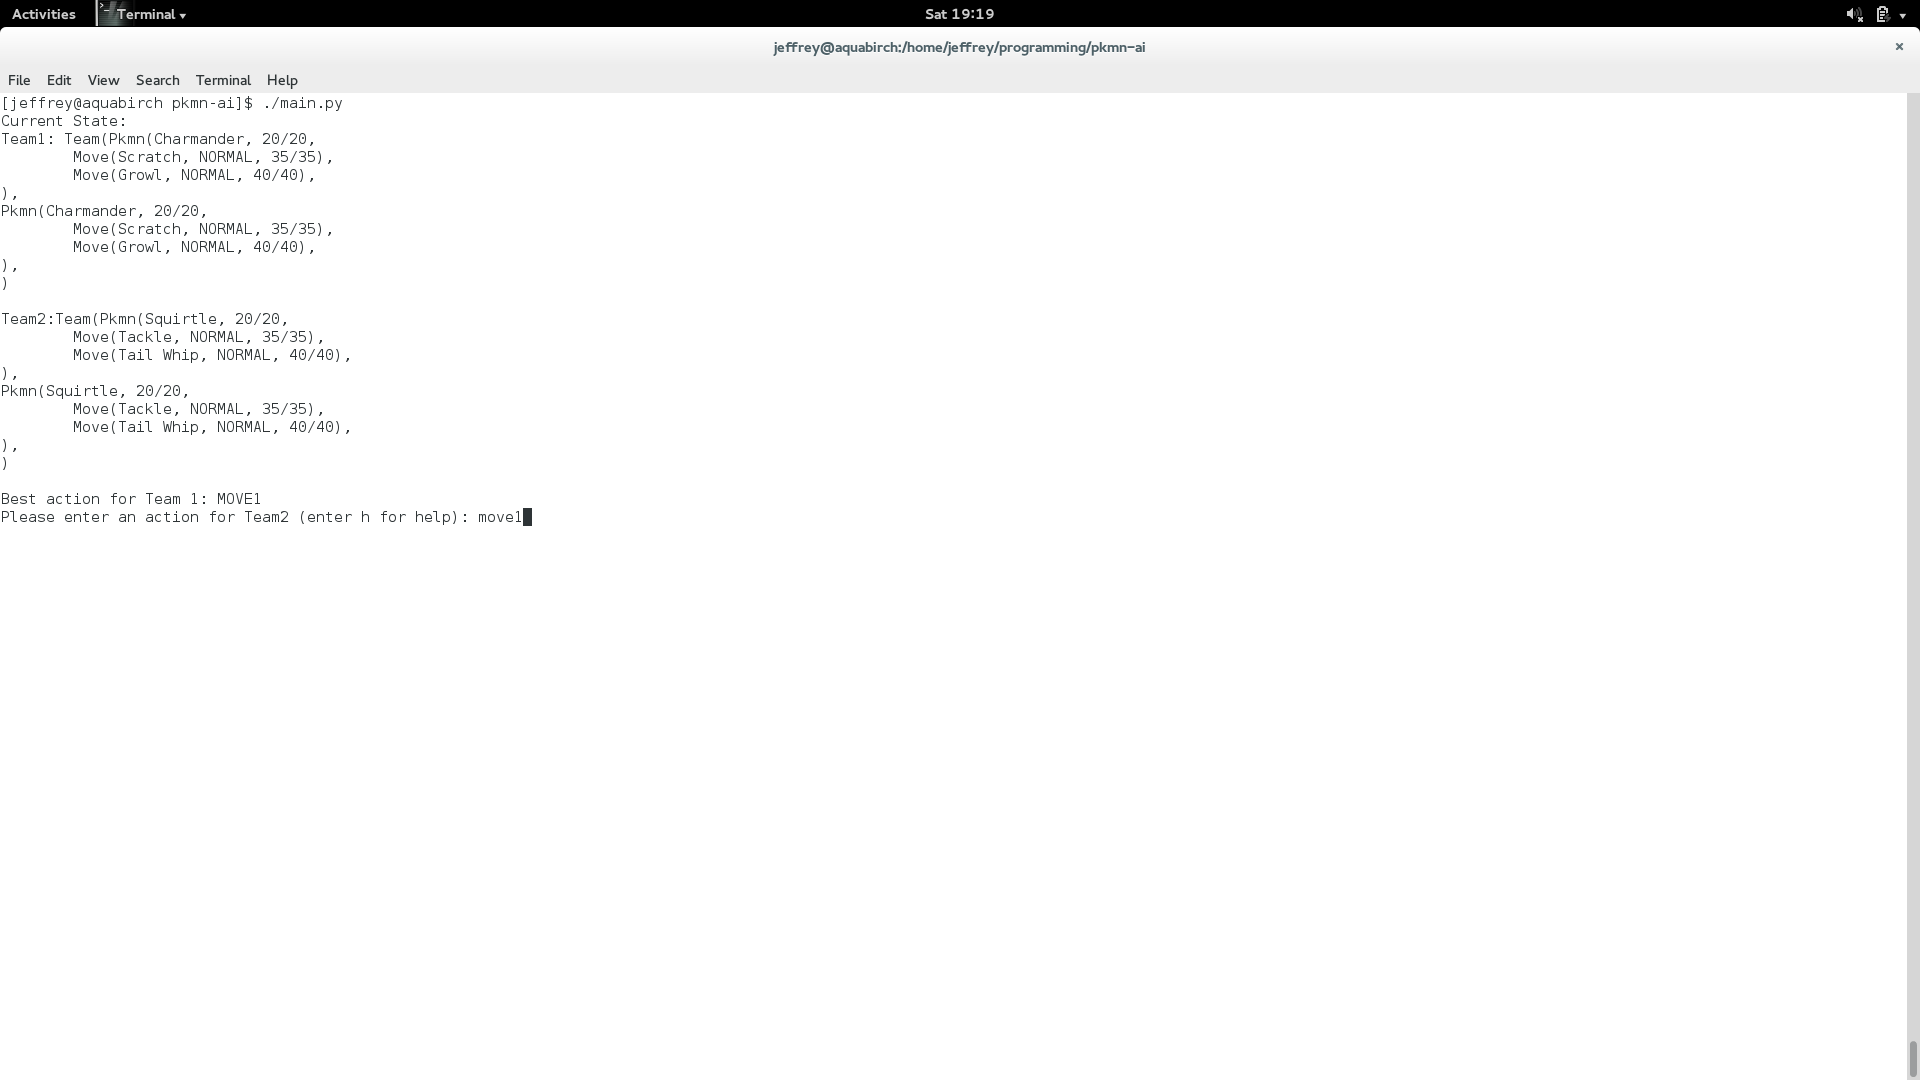 Activities Terminal Sat 19:19
jeffrey@aquabirch:/home/jeffrey/programming/pkmn-ai
File Edit View Search Terminal Help
[jeffrey@aquabirch pkmn-ai]$ ./main.py
Current State:
Team1: Team(Pkmn(Charmander, 20/20,
        Move(Scratch, NORMAL, 35/35),
        Move(Growl, NORMAL, 40/40),
),
Pkmn(Charmander, 20/20,
        Move(Scratch, NORMAL, 35/35),
        Move(Growl, NORMAL, 40/40),
),
)

Team2:Team(Pkmn(Squirtle, 20/20,
        Move(Tackle, NORMAL, 35/35),
        Move(Tail Whip, NORMAL, 40/40),
),
Pkmn(Squirtle, 20/20,
        Move(Tackle, NORMAL, 35/35),
        Move(Tail Whip, NORMAL, 40/40),
),
)

Best action for Team 1: MOVE1
Please enter an action for Team2 (enter h for help): move1